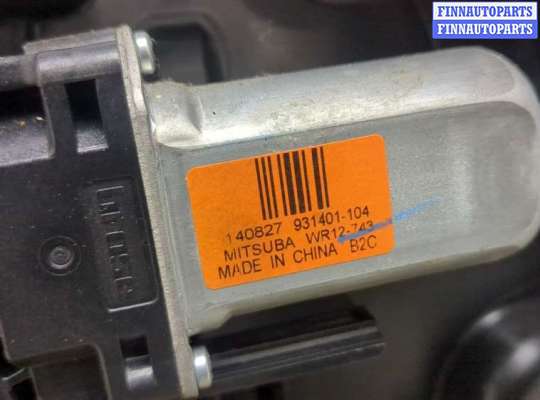 FINNAUTOPARTS
FINNAUTOPARTS
140827 931401-104
MITSUBA WR12-743
MADE IN CHINA B2C